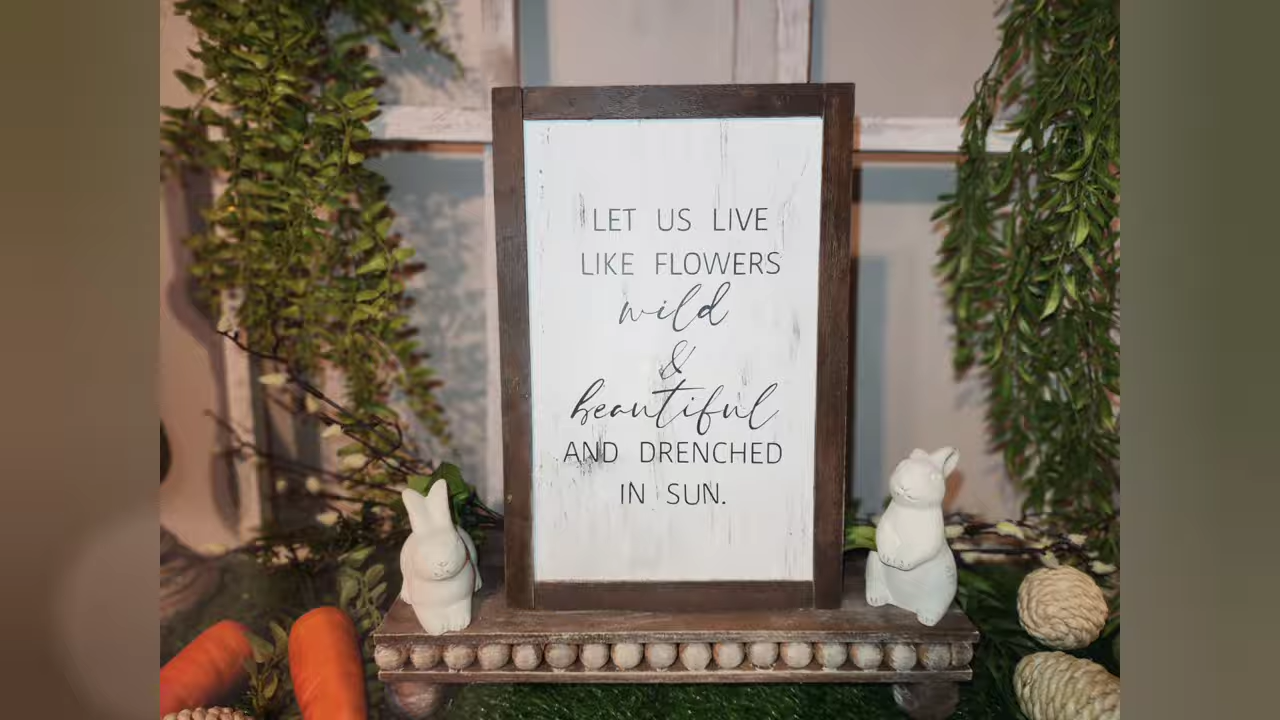 LET US LIVE
LIKE FLOWERS
wild
&
beautiful
AND DRENCHED
IN SUN.